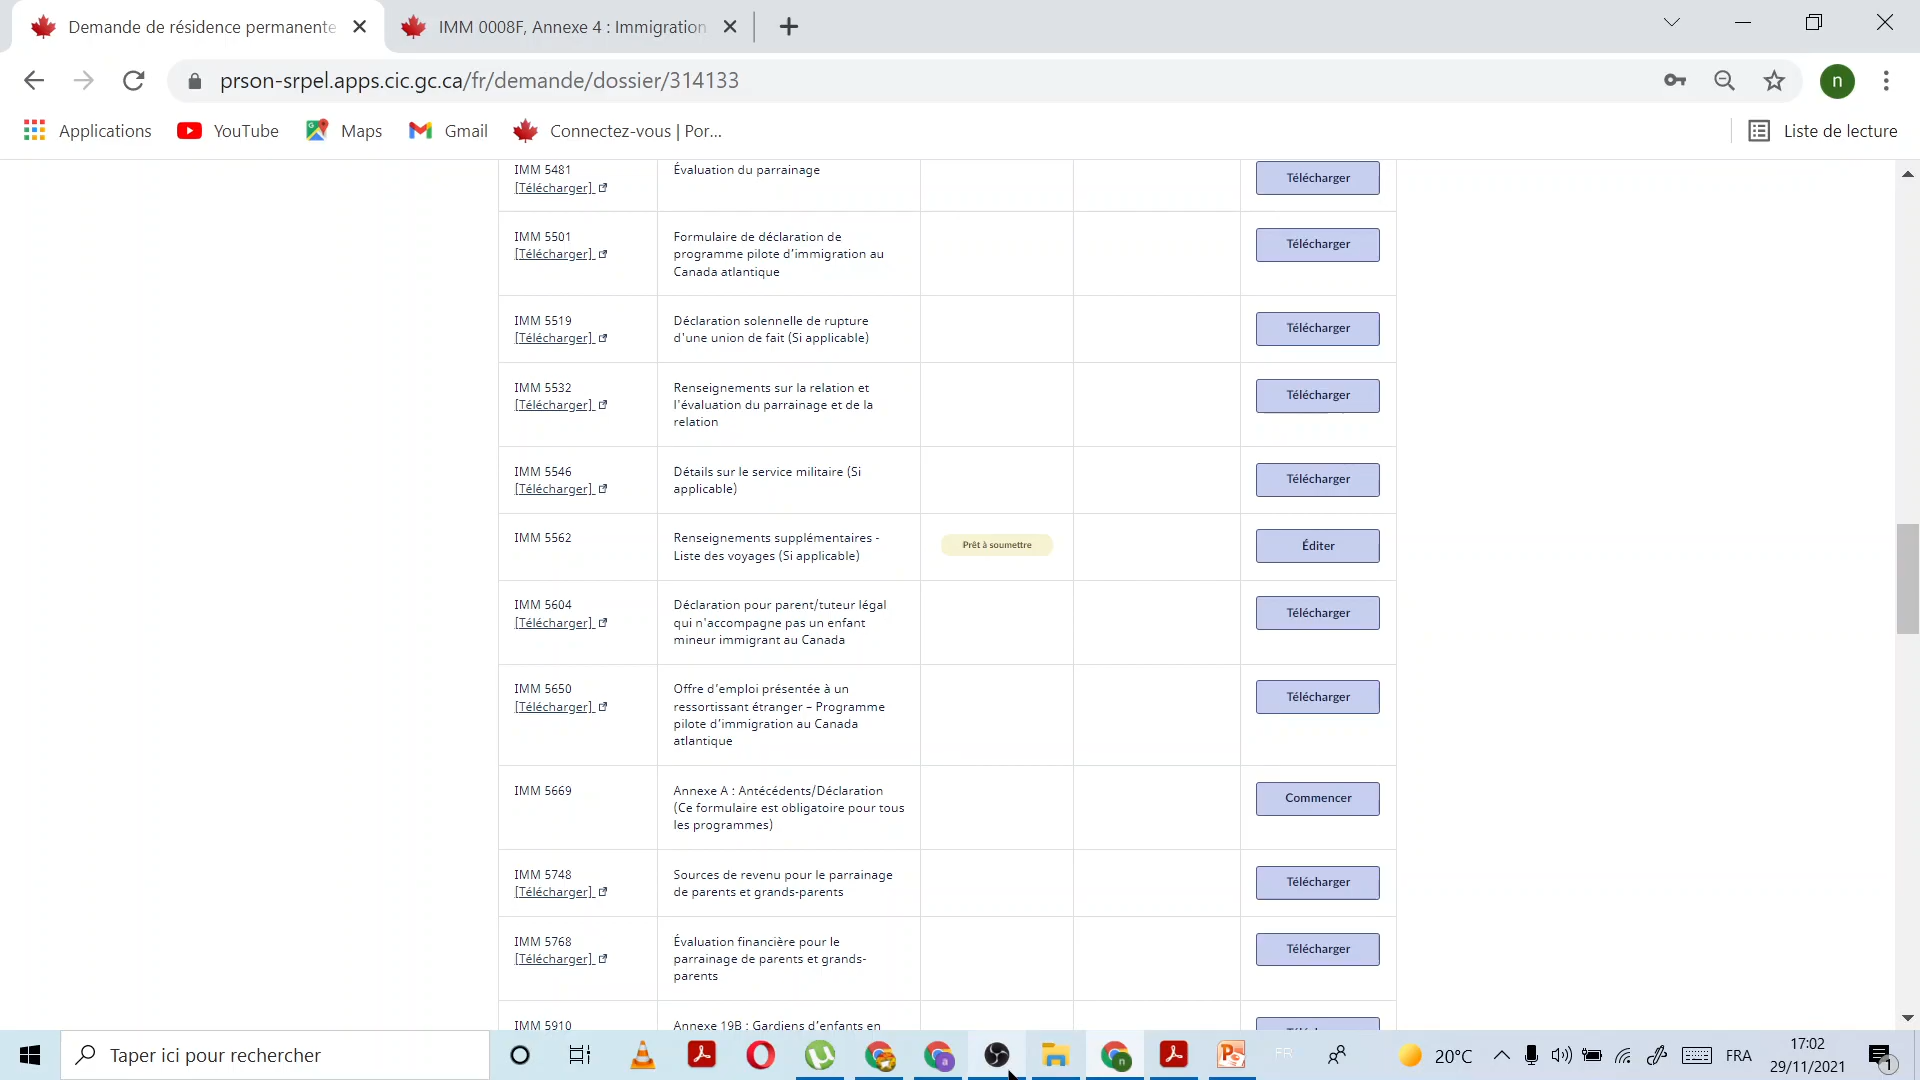 Demande de résidence permanente
IMM 0008F, Annexe 4 : Immigration
prson-srpel.apps.cic.gc.ca/fr/demande/dossier/314133
n
Applications
YouTube
Maps
Gmail
Connectez-vous | Por...
Liste de lecture
IMM 5481
[Télécharger]
Évaluation du parrainage
Télécharger
IMM 5501
[Télécharger]
Formulaire de déclaration de
programme pilote d'immigration au
Canada atlantique
Télécharger
IMM 5519
[Télécharger]
Déclaration solennelle de rupture
d'une union de fait (Si applicable)
Télécharger
IMM 5532
[Télécharger]
Renseignements sur la relation et
l'évaluation du parrainage et de la
relation
Télécharger
IMM 5546
[Télécharger]
Détails sur le service militaire (Si
applicable)
Télécharger
IMM 5562
Renseignements supplémentaires -
Liste des voyages (Si applicable)
Prêt à soumettre
Éditer
IMM 5604
[Télécharger]
Déclaration pour parent/tuteur légal
qui n'accompagne pas un enfant
mineur immigrant au Canada
Télécharger
IMM 5650
[Télécharger]
Offre d'emploi présentée à un
ressortissant étranger – Programme
pilote d'immigration au Canada
atlantique
Télécharger
IMM 5669
Annexe A : Antécédents/Déclaration
(Ce formulaire est obligatoire pour tous
les programmes)
Commencer
IMM 5748
[Télécharger]
Sources de revenu pour le parrainage
de parents et grands-parents
Télécharger
IMM 5768
[Télécharger]
Évaluation financière pour le
parrainage de parents et grands-
parents
Télécharger
IMM 5910
Annexe 19B : Gardiens d'enfants en
Taper ici pour rechercher
FR
20°C
FRA
17:02
29/11/2021
1